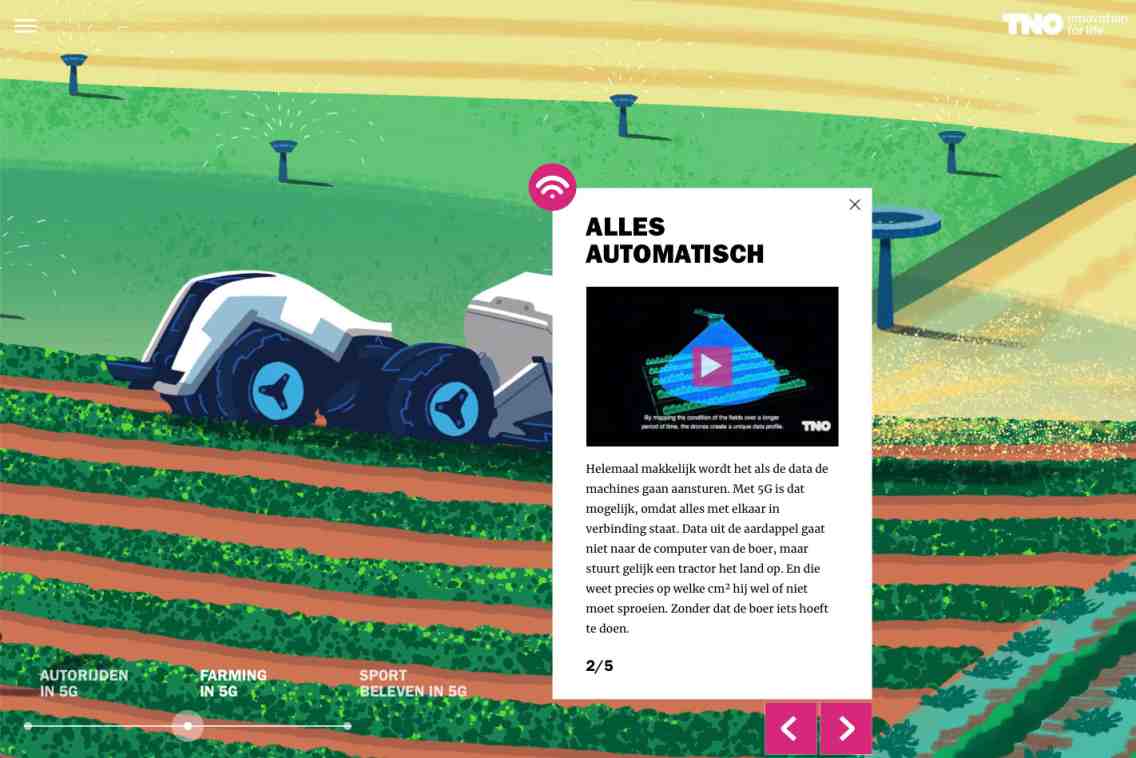 TNO innovation
for life
ALLES
AUTOMATISCH
By mapping the condition of the fields over a longer
period of time, the drones create a unique data profile.
TNO
Helemaal makkelijk wordt het als de data de
machines gaan aansturen. Met 5G is dat
mogelijk, omdat alles met elkaar in
verbinding staat. Data uit de aardappel gaat
niet naar de computer van de boer, maar
stuurt gelijk een tractor het land op. En die
weet precies op welke cm² hij wel of niet
moet sproeien. Zonder dat de boer iets hoeft
te doen.
2/5
AUTORIJDEN
IN 5G
FARMING
IN 5G
SPORT
BELEVEN IN 5G